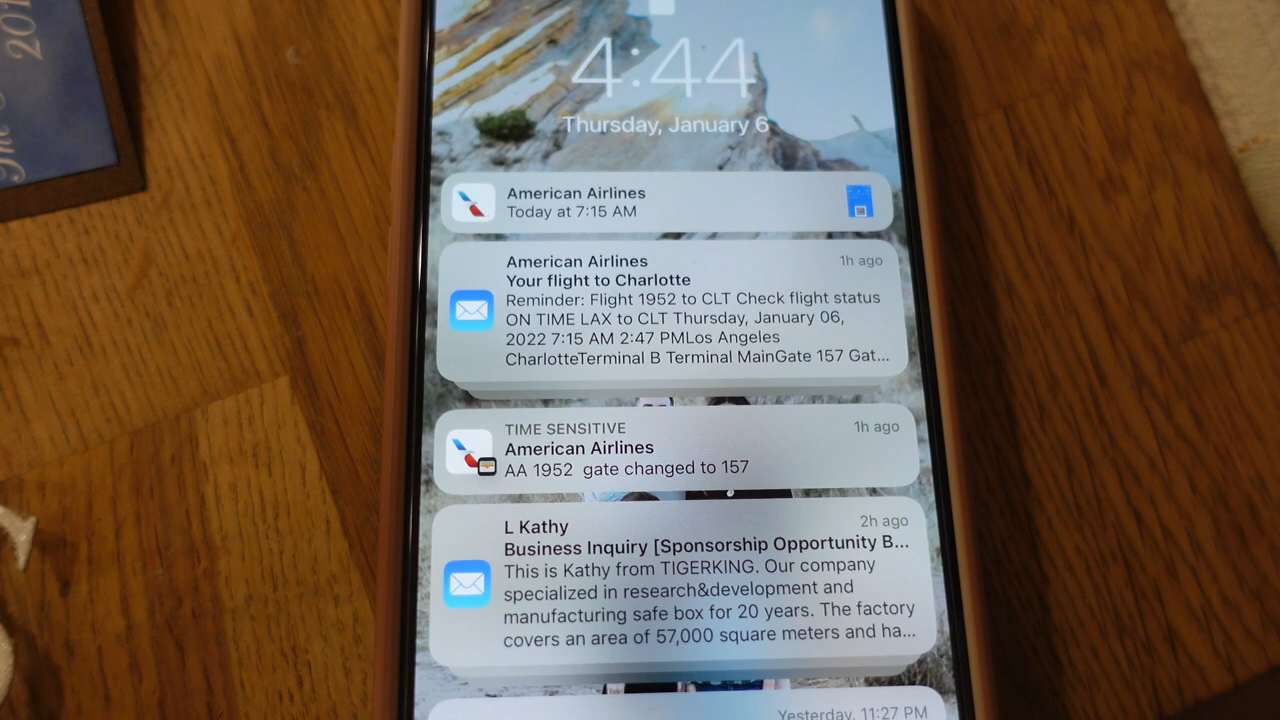 201
The
4:44
Thursday, January 6
American Airlines
Today at 7:15 AM
American Airlines
1h ago
Your flight to Charlotte
Reminder: Flight 1952 to CLT Check flight status
ON TIME LAX to CLT Thursday, January 06,
2022 7:15 AM 2:47 PMLos Angeles
CharlotteTerminal B Terminal MainGate 157 Gat...
TIME SENSITIVE
1h ago
American Airlines
AA 1952 gate changed to 157
L Kathy
2h ago
Business Inquiry [Sponsorship Opportunity B...
This is Kathy from TIGERKING. Our company
specialized in research&development and
manufacturing safe box for 20 years. The factory
covers an area of 57,000 square meters and ha...
Yesterday, 11:27 PM